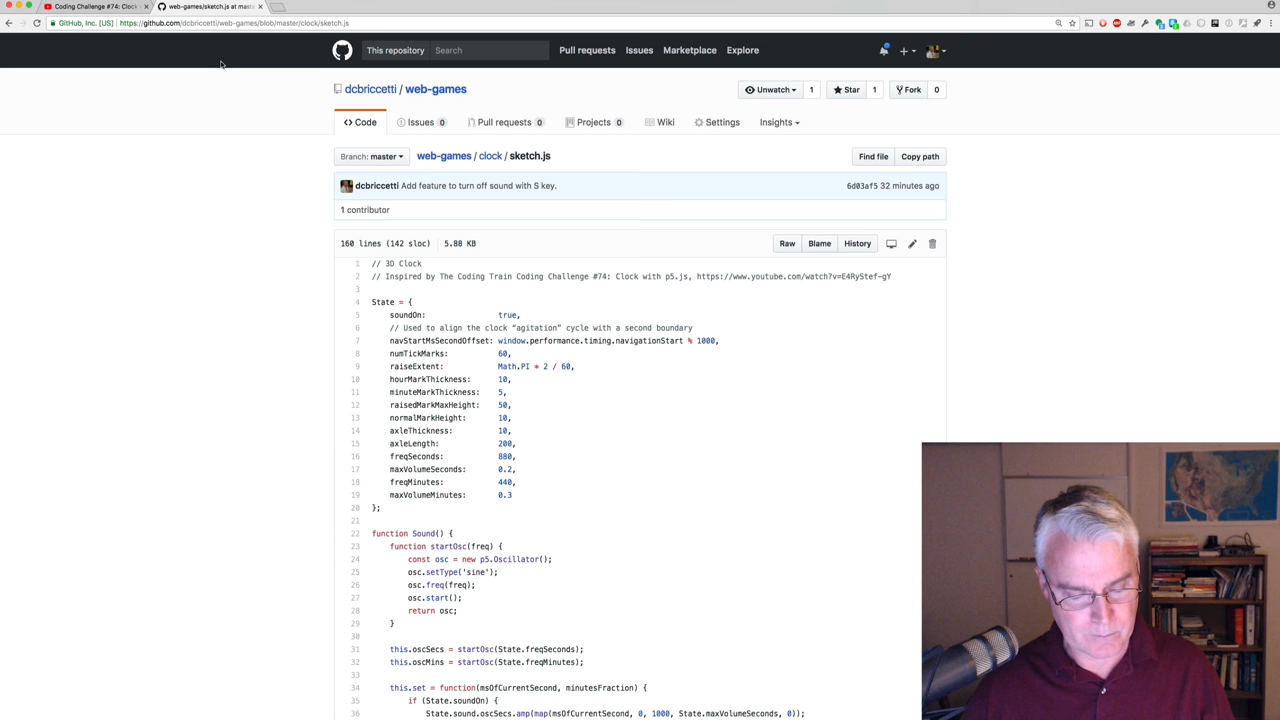 Coding Challenge #74: Clock
web-games/sketch.js at mast
GitHub, Inc. [US]
https://github.com/dcbriccetti/web-games/blob/master/clock/sketch.js
This repository
Search
Pull requests
Issues
Marketplace
Explore
dcbriccetti / web-games
Unwatch
1
Star
1
Fork
0
<> Code
Issues 0
Pull requests 0
Projects 0
Wiki
Settings
Insights
Branch: master
web-games / clock / sketch.js
Find file
Copy path
dcbriccetti Add feature to turn off sound with S key.
6d03af5 32 minutes ago
1 contributor
160 lines (142 sloc)
5.88 KB
Raw
Blame
History
1 // 3D Clock
2 // Inspired by The Coding Train Coding Challenge #74: Clock with p5.js, https://www.youtube.com/watch?v=E4RyStef-gY
3
4 State = {
5 soundOn: true,
6 // Used to align the clock “agitation” cycle with a second boundary
7 navStartMsSecondOffset: window.performance.timing.navigationStart % 1000,
8 numTickMarks: 60,
9 raiseExtent: Math.PI * 2 / 60,
10 hourMarkThickness: 10,
11 minuteMarkThickness: 5,
12 raisedMarkMaxHeight: 50,
13 normalMarkHeight: 10,
14 axleThickness: 10,
15 axleLength: 200,
16 freqSeconds: 880,
17 maxVolumeSeconds: 0.2,
18 freqMinutes: 440,
19 maxVolumeMinutes: 0.3
20 };
21
22 function Sound() {
23 function startOsc(freq) {
24 const osc = new p5.Oscillator();
25 osc.setType('sine');
26 osc.freq(freq);
27 osc.start();
28 return osc;
29 }
30
31 this.oscSecs = startOsc(State.freqSeconds);
32 this.oscMins = startOsc(State.freqMinutes);
33
34 this.set = function(msOfCurrentSecond, minutesFraction) {
35 if (State.soundOn) {
36 State.sound.oscSecs.amp(map(msOfCurrentSecond, 0, 1000, State.maxVolumeSeconds, 0));